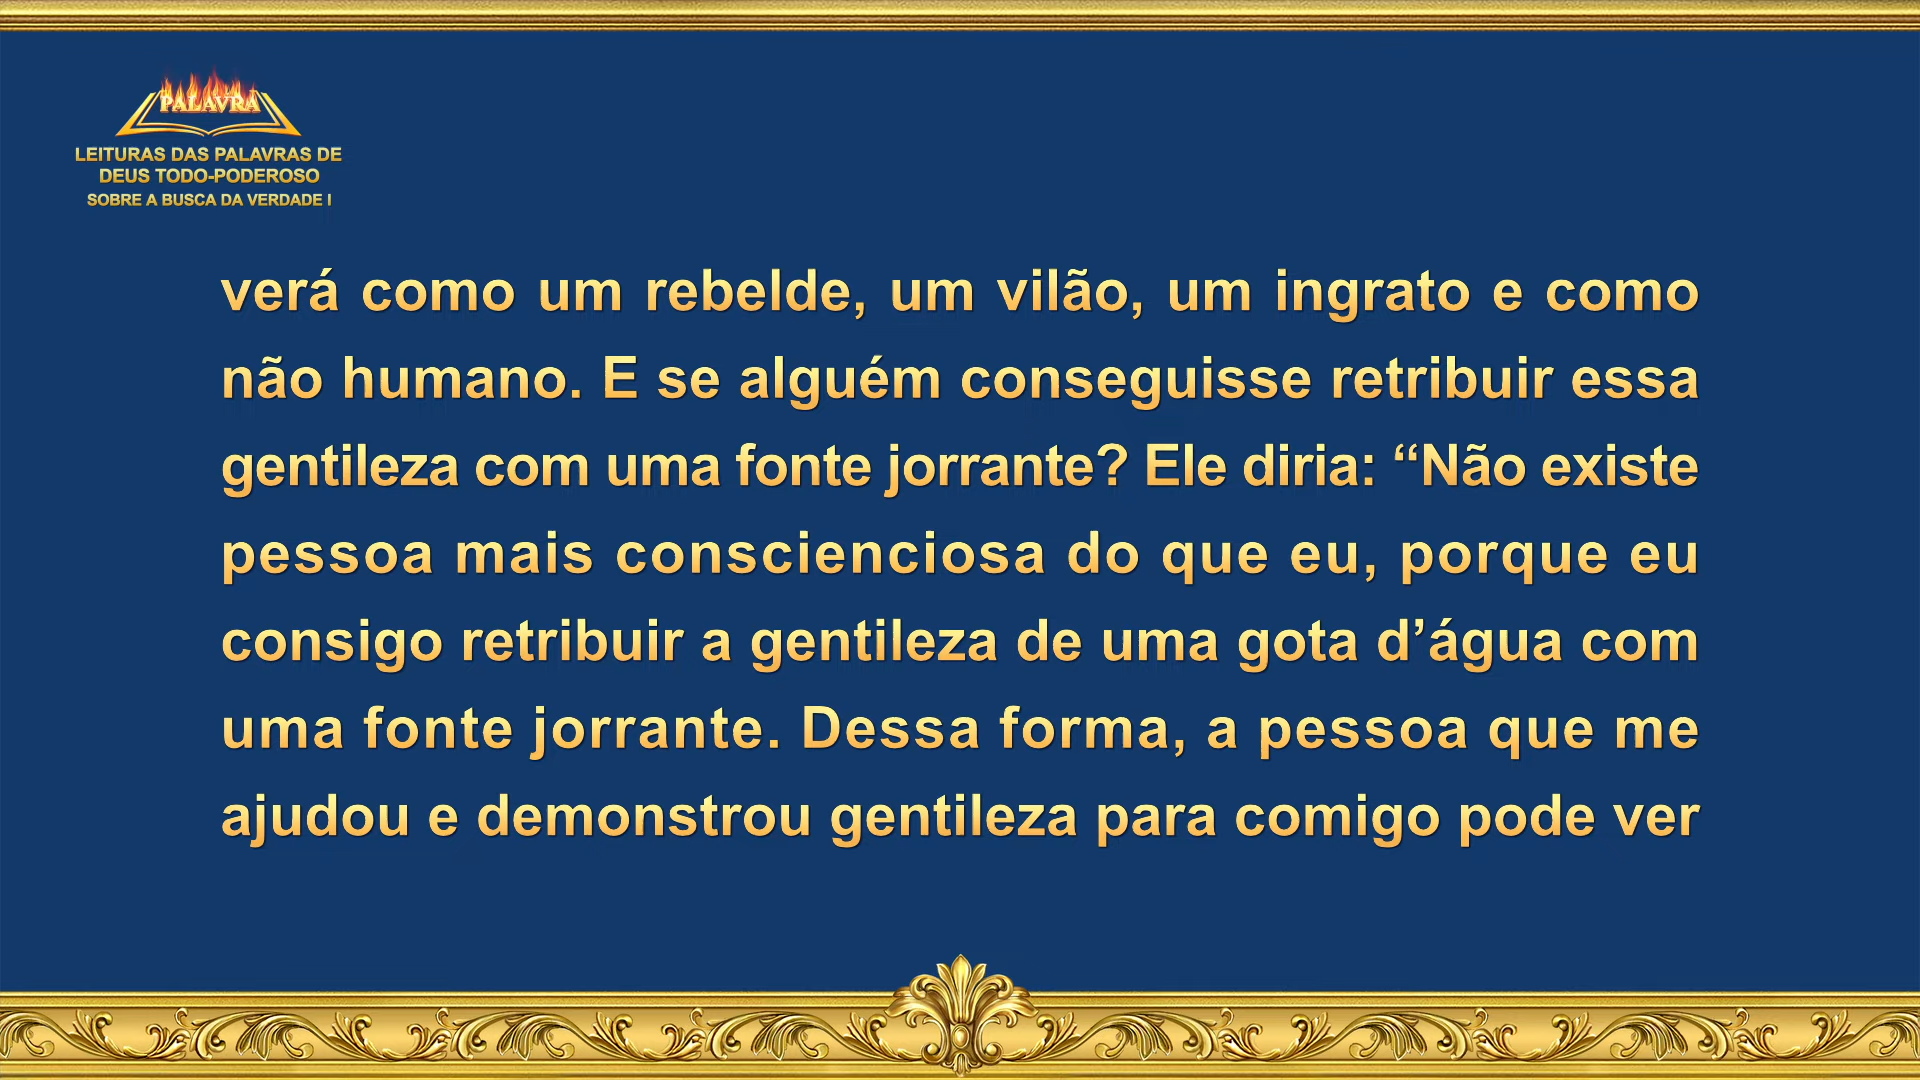 PALAVRA
LEITURAS DAS PALAVRAS DE
DEUS TODO-PODEROSO
SOBRE A BUSCA DA VERDADE I
verá como um rebelde, um vilão, um ingrato e como
não humano. E se alguém conseguisse retribuir essa
gentileza com uma fonte jorrante? Ele diria: “Não existe
pessoa mais conscienciosa do que eu, porque eu
consigo retribuir a gentileza de uma gota d’água com
uma fonte jorrante. Dessa forma, a pessoa que me
ajudou e demonstrou gentileza para comigo pode ver